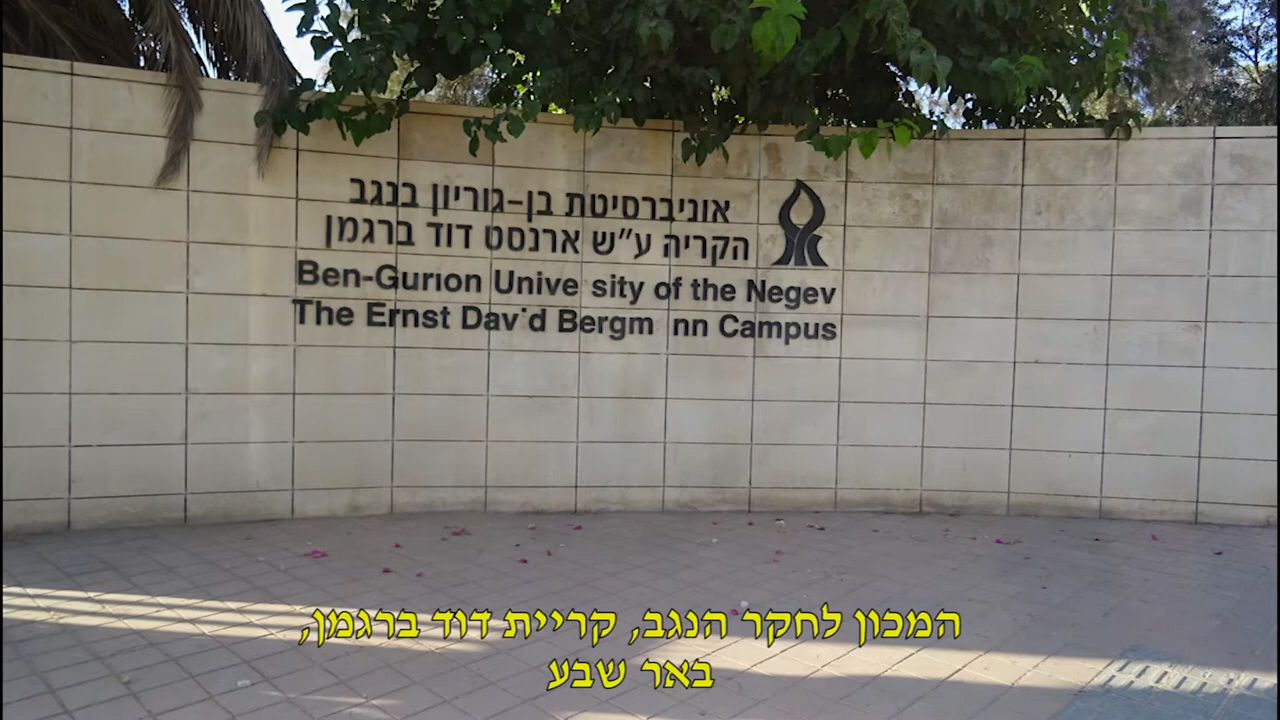 אוניברסיטת בן-גוריון בנגב
הקריה ע"ש ארנסט דוד ברגמן
Ben-Gurıon Unive sity of the Negev
The Ernst Dav˙d Bergm nn Campus
המכון לחקר הנגב, קריית דוד ברגמן,
באר שבע